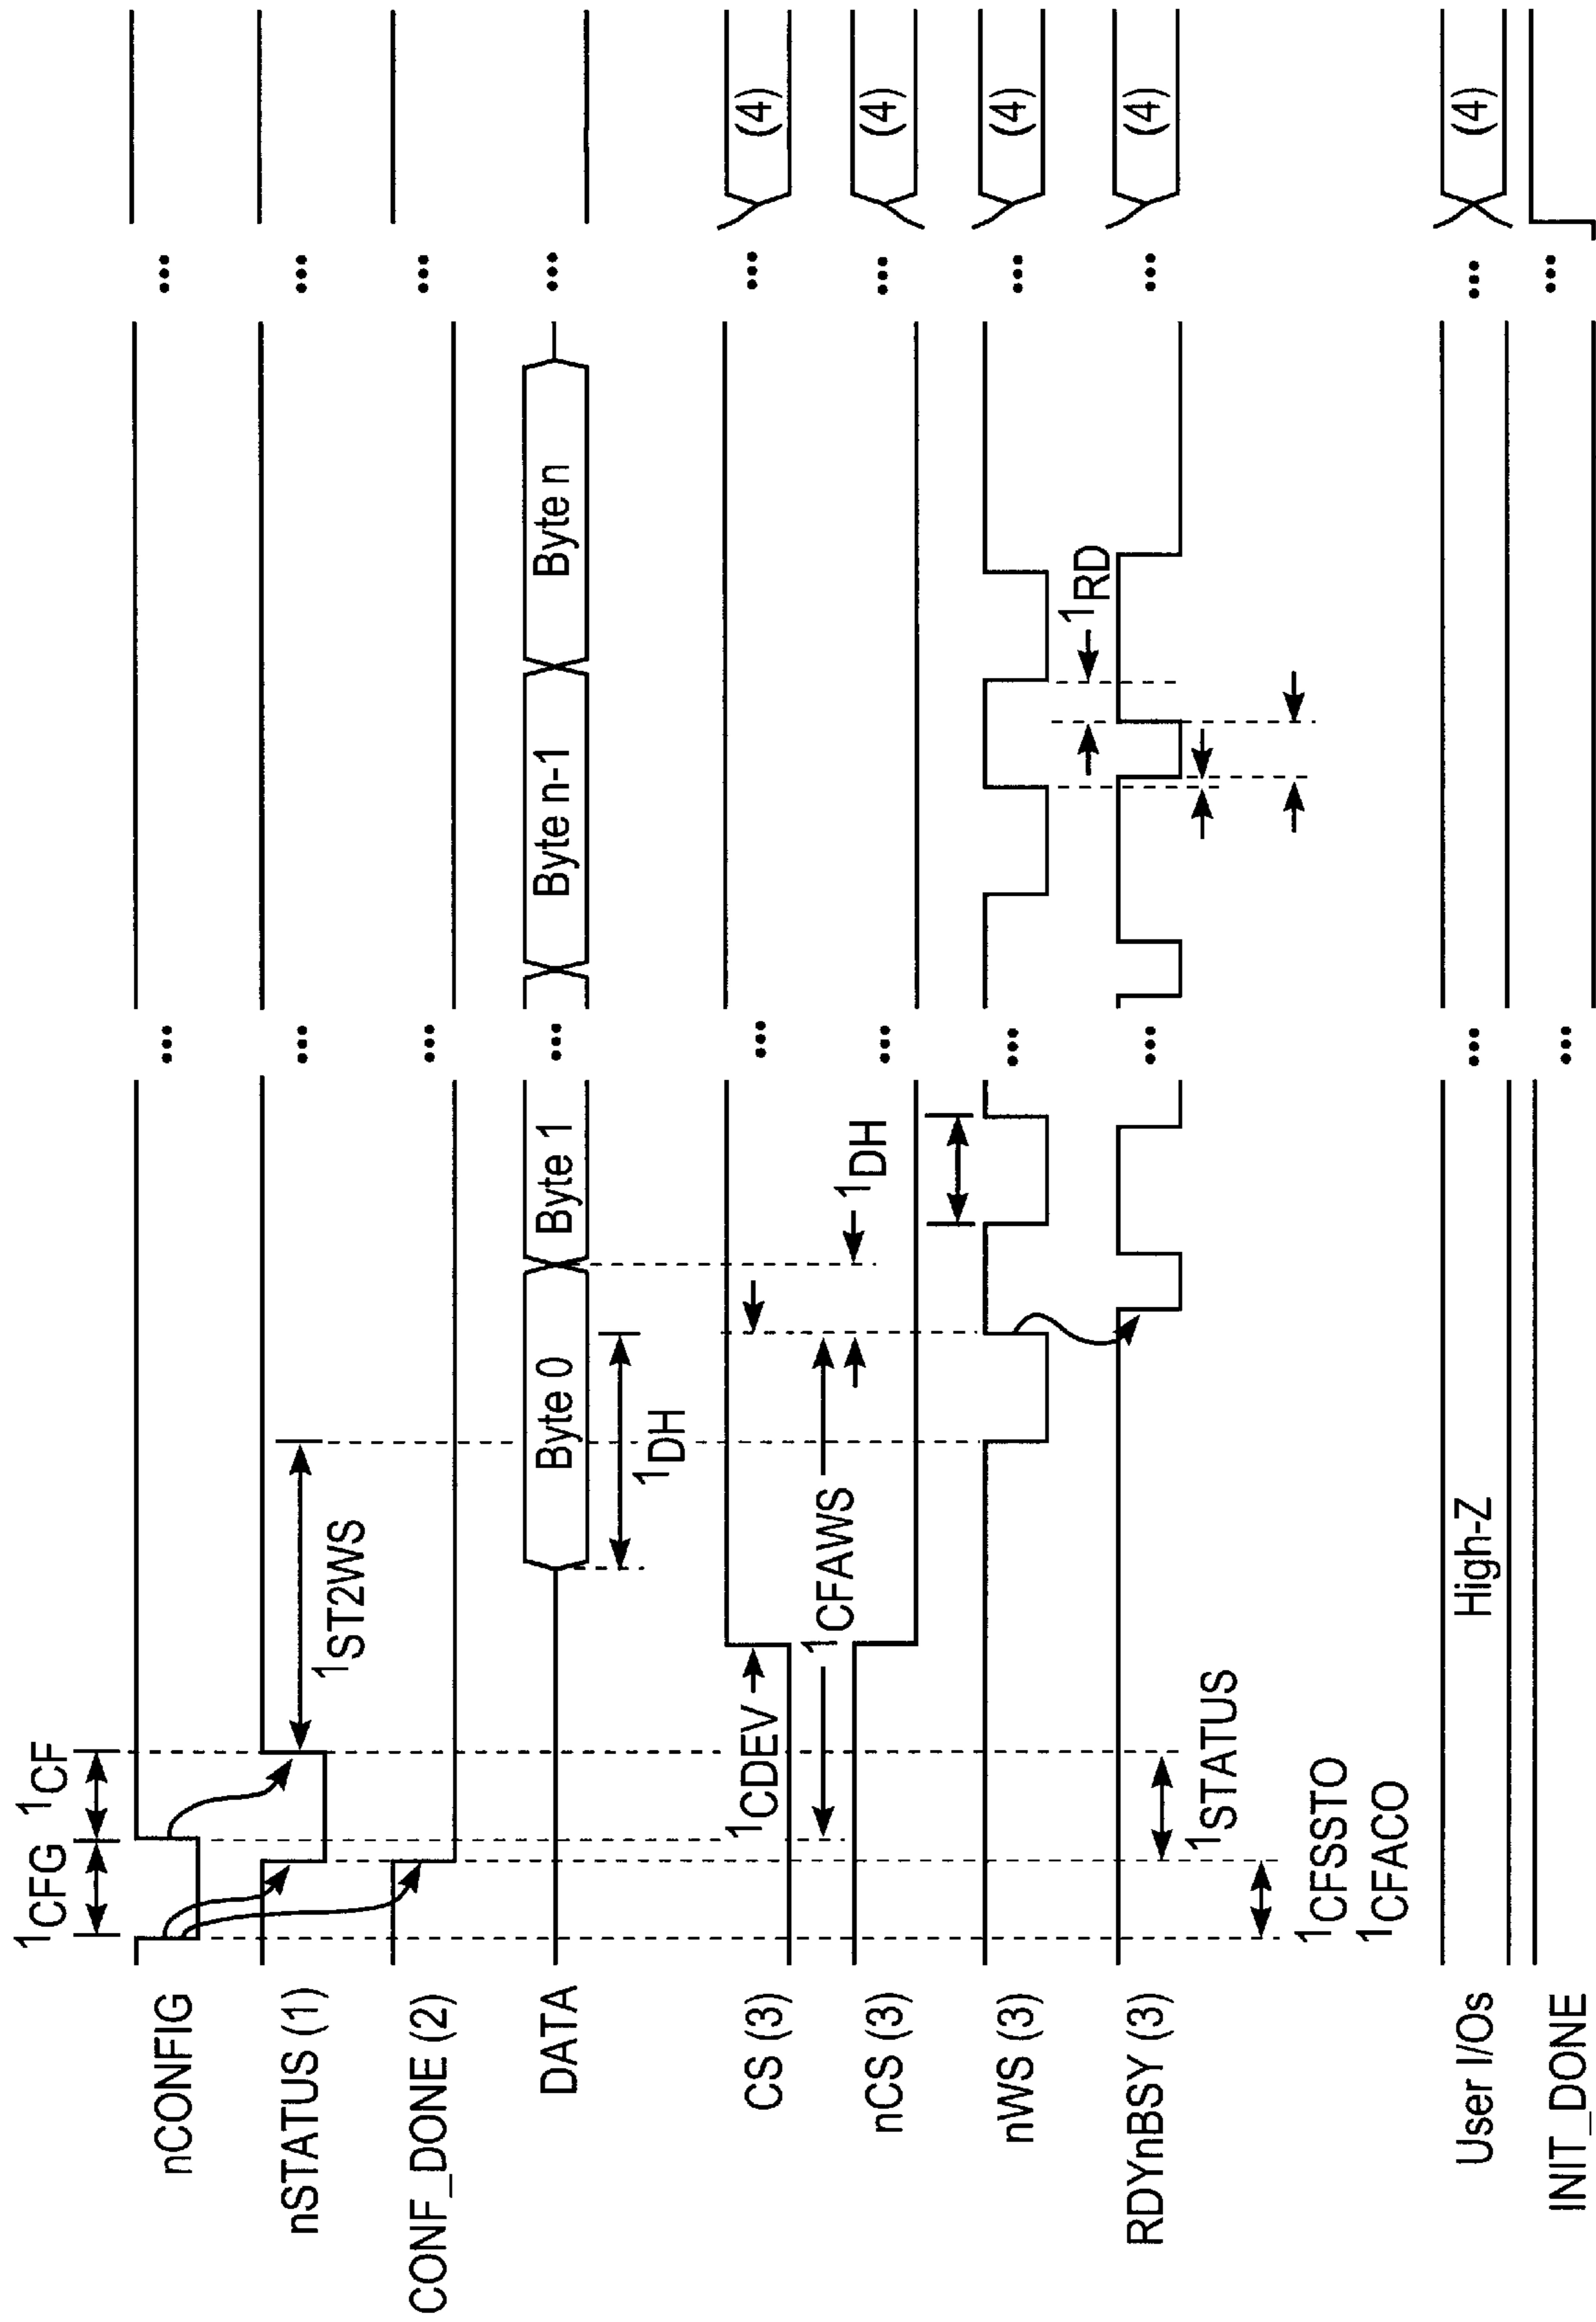 1CFG 1CF
nCONFIG ... ...
nSTATUS (1) 1ST2WS ... ...
CONF_DONE (2) ... ...
DATA Byte 0 Byte 1 ... Byte n-1 Byte n ...
1DH
CS (3) 1CDEV ... ... (4)
1CFAWS
nCS (3) 1DH ... ... (4)
nWS (3) ... ... (4)
1RD
RDYnBSY (3) ... ... (4)
1STATUS
1CFSSTO
1CFACO
User I/Os High-Z ... ... (4)
INIT_DONE ... ...